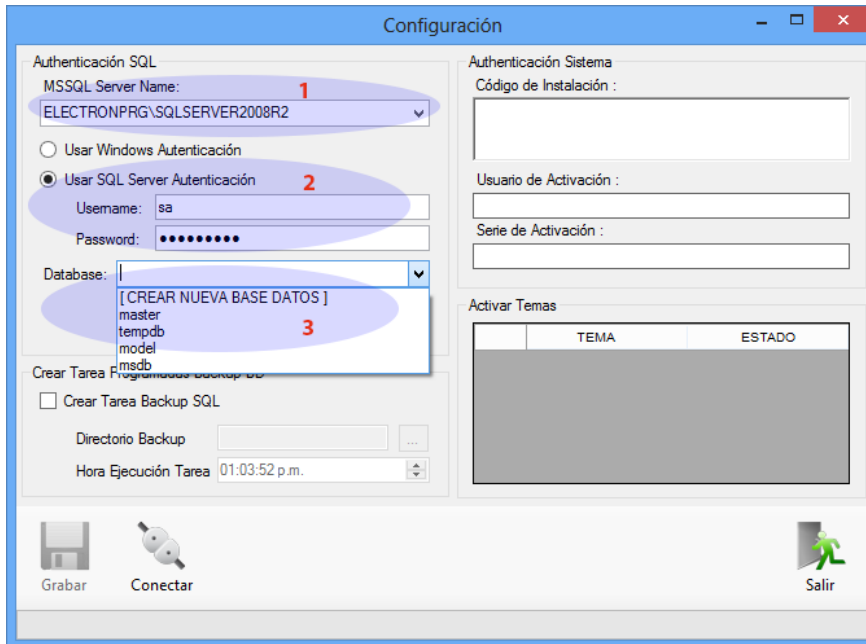 Configuración
Authenticación SQL
MSSQL Server Name:
1
ELECTRONPRG\SQLSERVER2008R2
Usar Windows Autenticación
Usar SQL Server Autenticación
2
Username: sa
Password: •••••••••
Database:
[ CREAR NUEVA BASE DATOS ]
master
tempdb
3
model
msdb
Crear Tarea Programadas Backup BD
Crear Tarea Backup SQL
Directorio Backup
...
Hora Ejecución Tarea 01:03:52 p.m.
Authenticación Sistema
Código de Instalación :
Usuario de Activación :
Serie de Activación :
Activar Temas
TEMA ESTADO
Grabar
Conectar
Salir